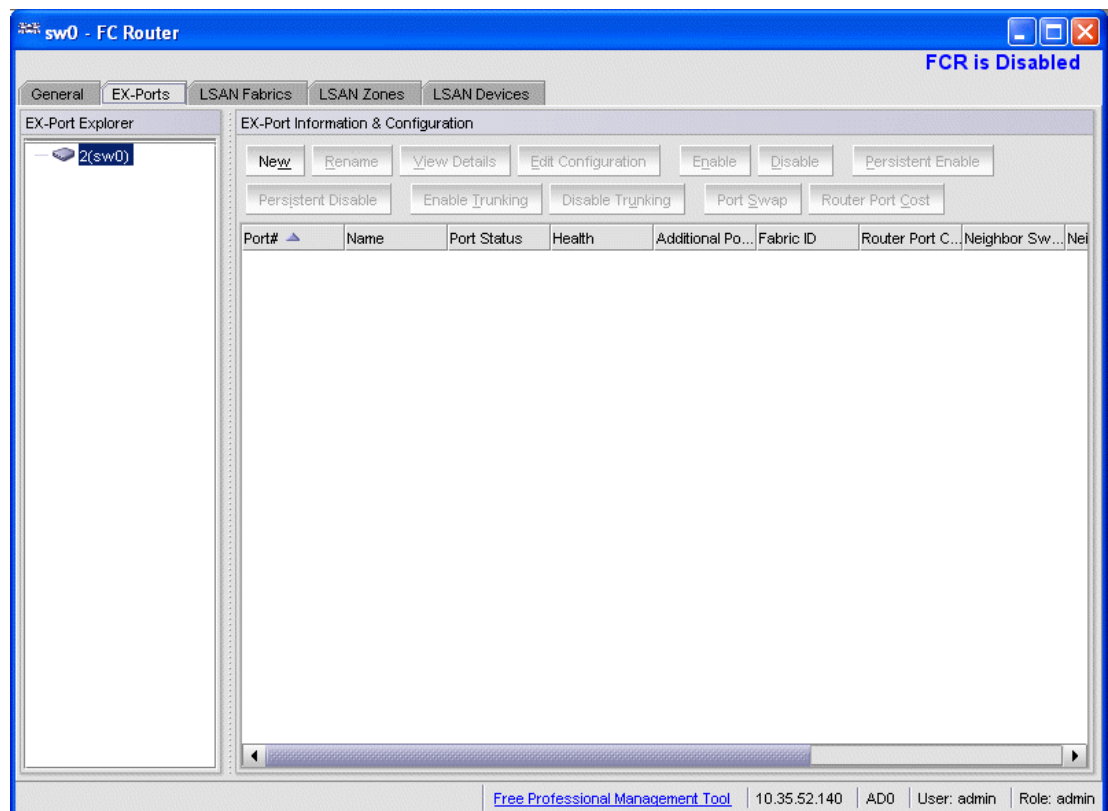 sw0 - FC Router
FCR is Disabled
General EX-Ports LSAN Fabrics LSAN Zones LSAN Devices
EX-Port Explorer
2(sw0)
EX-Port Information & Configuration
New Rename View Details Edit Configuration Enable Disable Persistent Enable
Persistent Disable Enable Trunking Disable Trunking Port Swap Router Port Cost
Port# Name Port Status Health Additional Po... Fabric ID Router Port C... Neighbor Sw... Nei
Free Professional Management Tool 10.35.52.140 AD0 User: admin Role: admin